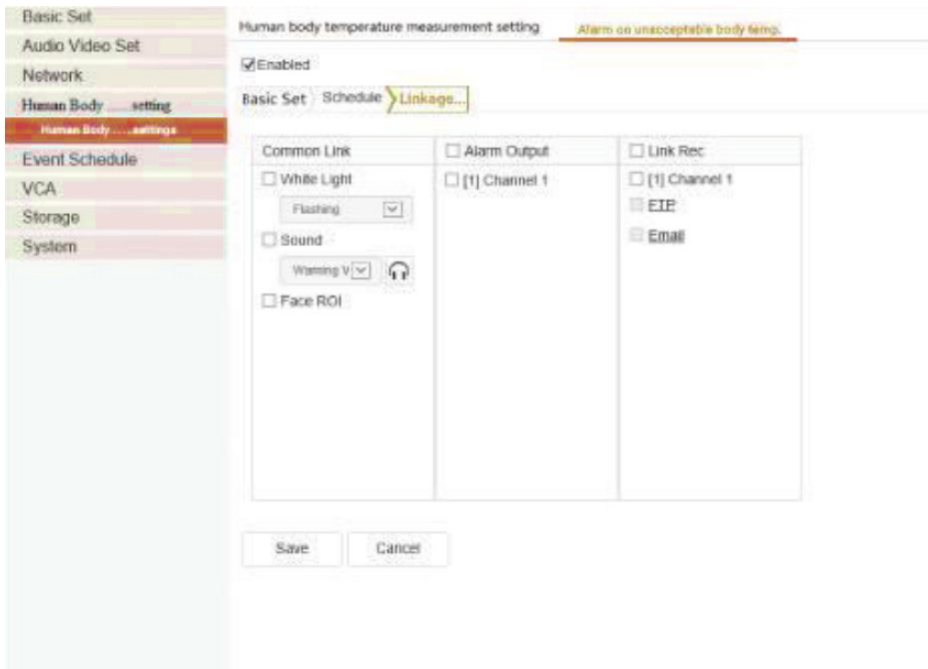 Basic Set
Audio Video Set
Network
Human Body ..... setting
Human Body .....settings
Event Schedule
VCA
Storage
System
Human body temperature measurement setting
Alarm on unacceptable body temp.
Enabled
Basic Set Schedule Linkage...
Common Link
White Light
Flashing
Sound
Warning V
Face ROI
Alarm Output
[1] Channel 1
Link Rec
[1] Channel 1
FTP
Email
Save Cancel